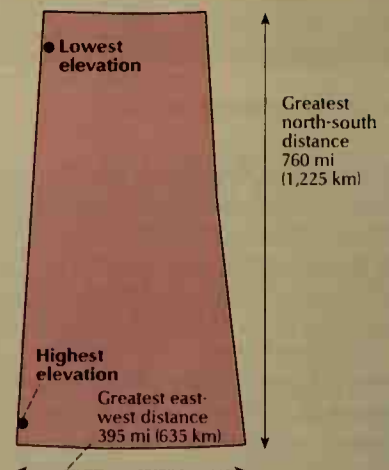 Lowest
elevation
Greatest
north-south
distance
760 mi
(1,225 km)
Highest
elevation
Greatest east-
west distance
395 mi (635 km)